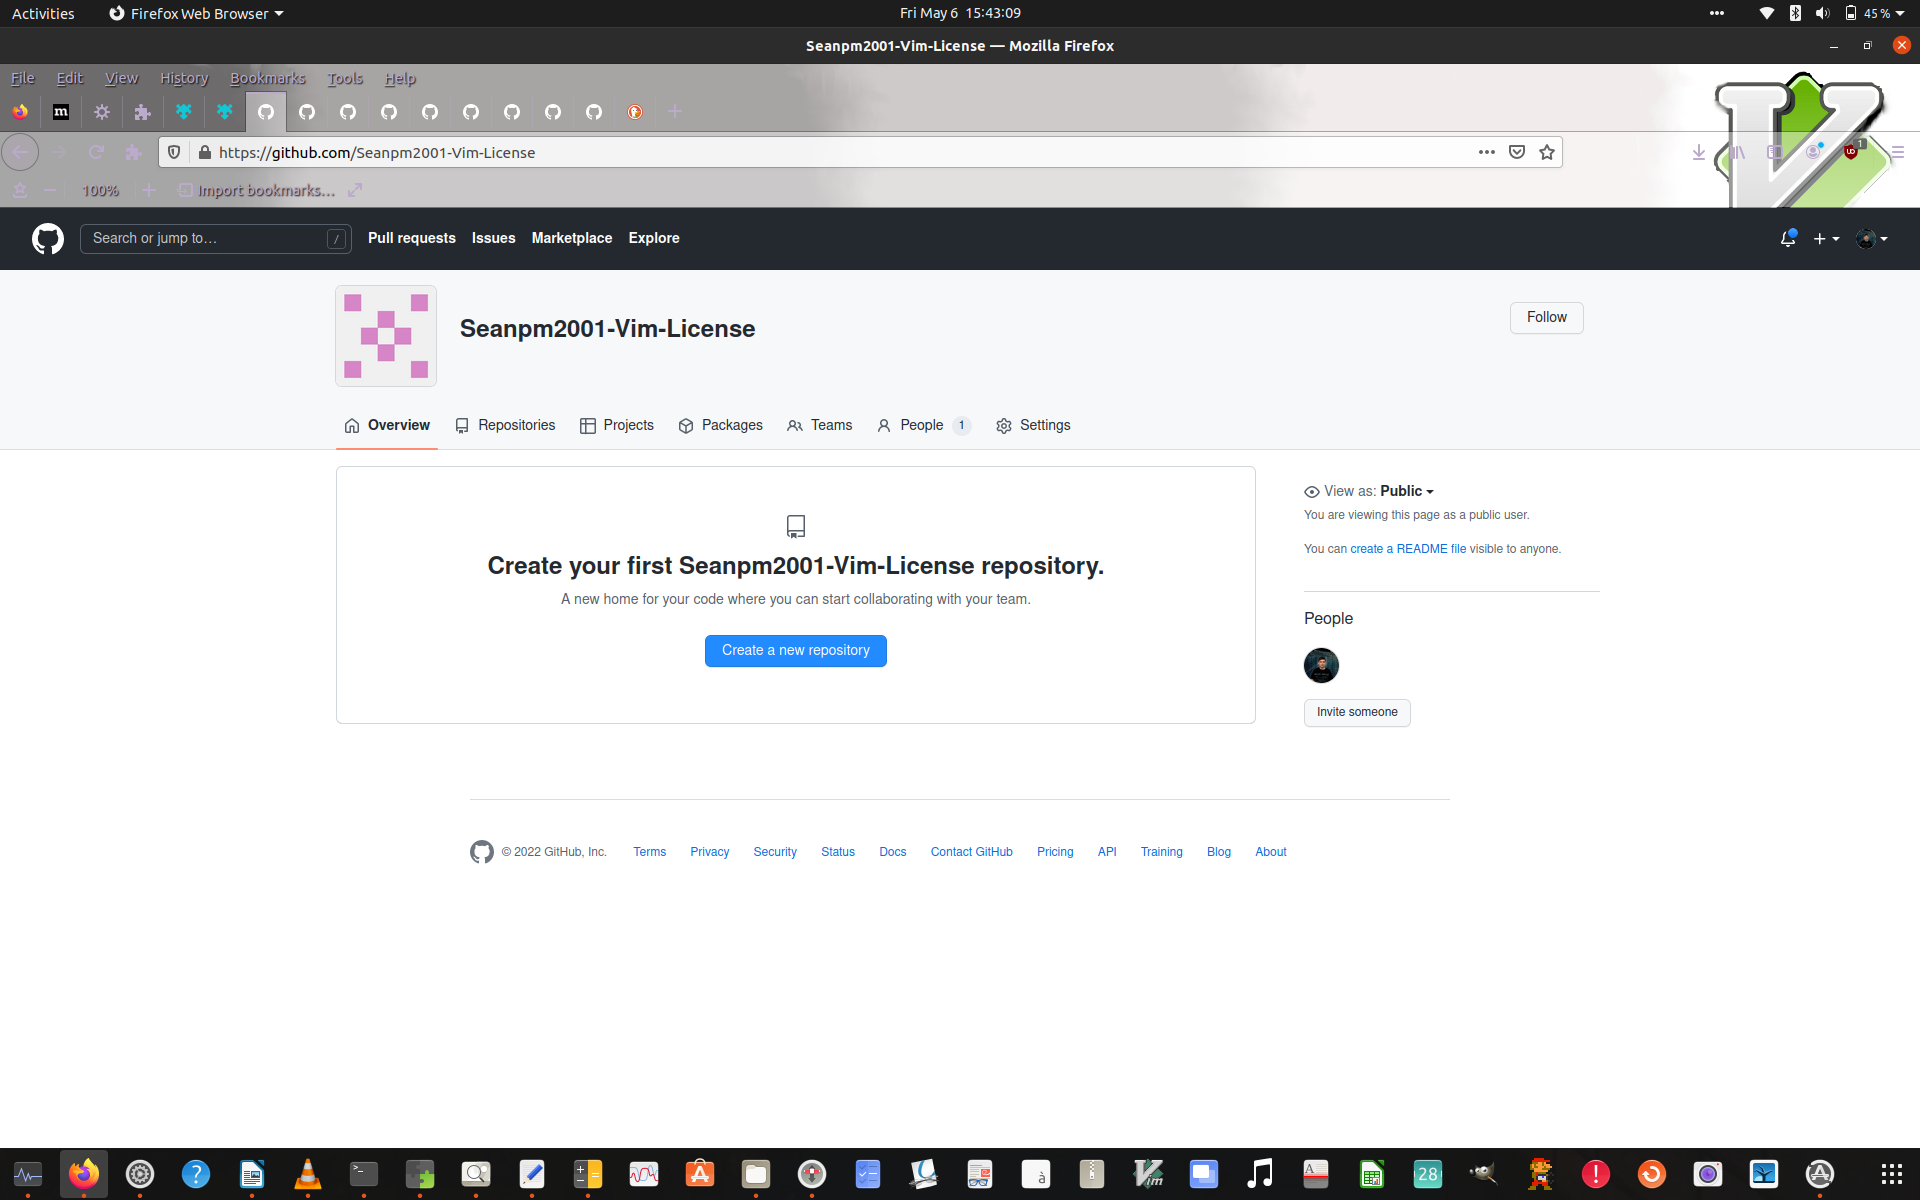 Activities Firefox Web Browser Fri May 6 15:43:09 45 %
Seanpm2001-Vim-License — Mozilla Firefox
File Edit View History Bookmarks Tools Help
m
https://github.com/Seanpm2001-Vim-License 1
100% Import bookmarks...
Search or jump to… / Pull requests Issues Marketplace Explore
Seanpm2001-Vim-License Follow
Overview Repositories Projects Packages Teams People 1 Settings
View as: Public
You are viewing this page as a public user.
You can create a README file visible to anyone.
Create your first Seanpm2001-Vim-License repository.
A new home for your code where you can start collaborating with your team.
Create a new repository
People
Invite someone
© 2022 GitHub, Inc. Terms Privacy Security Status Docs Contact GitHub Pricing API Training Blog About
? >_ à Vim A 28 !